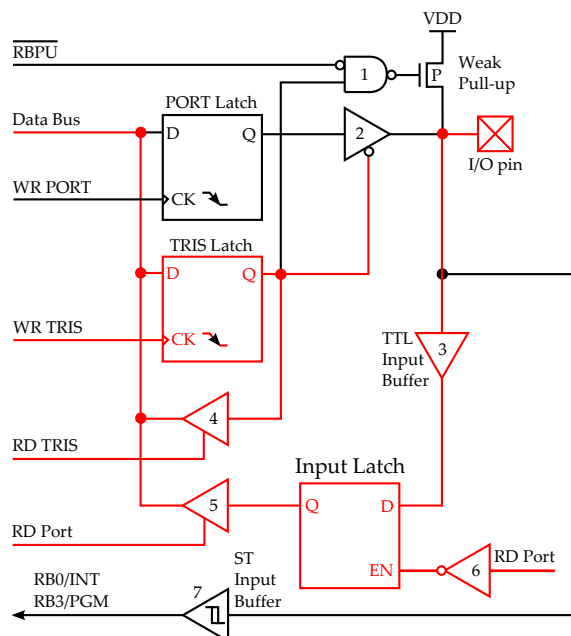 VDD
RBPU
1
P
Weak
Pull-up
Data Bus
PORT Latch
D
Q
2
I/O pin
WR PORT
CK
TRIS Latch
D
Q
WR TRIS
CK
TTL
Input
Buffer
3
4
RD TRIS
Input Latch
5
Q
D
RD Port
EN
6
RD Port
RB0/INT
RB3/PGM
7
ST
Input
Buffer